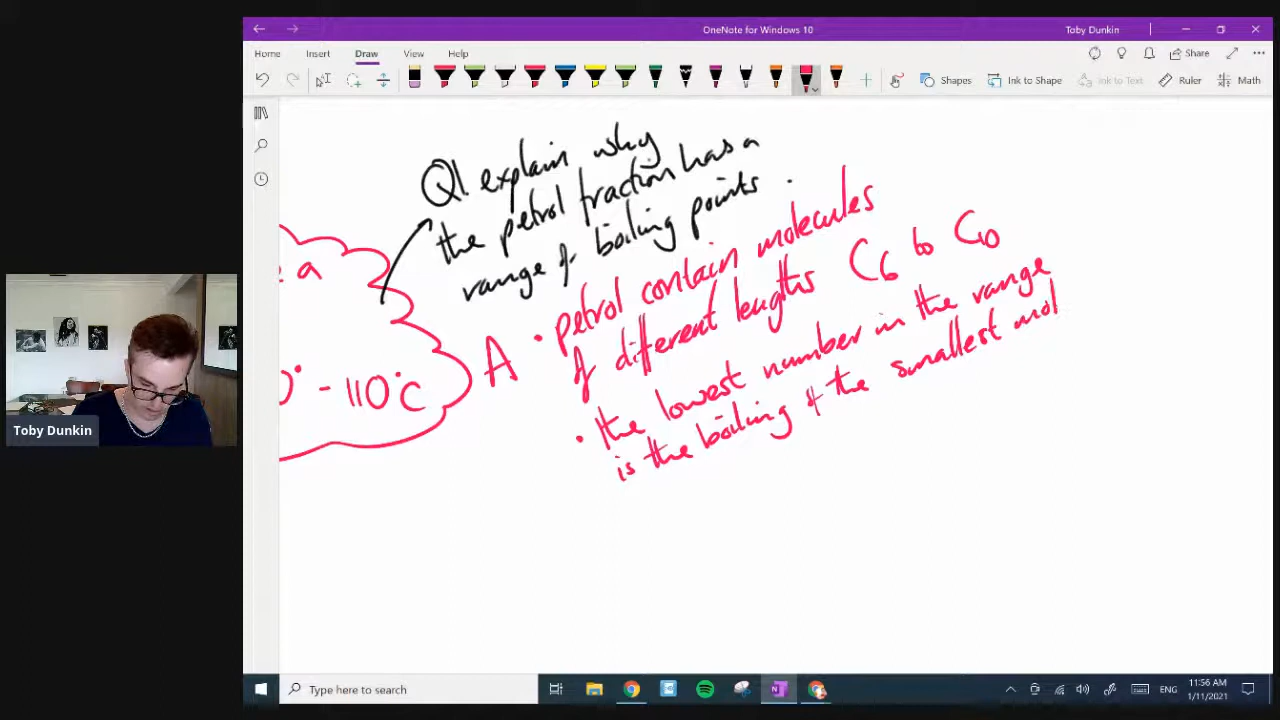 OneNote for Windows 10
Toby Dunkin
Home Insert Draw View Help
Share
Shapes Ink to Shape Ink to Text Ruler Math
Q1. explain why
the petrol fraction has a
range of boiling points.
a
0° - 110°C
A • petrol contain molecules
of different lengths C6 to C10
• the lowest number in the range
is the boiling of the smallest mol
Toby Dunkin
Type here to search
ENG
11:56 AM
1/11/2021